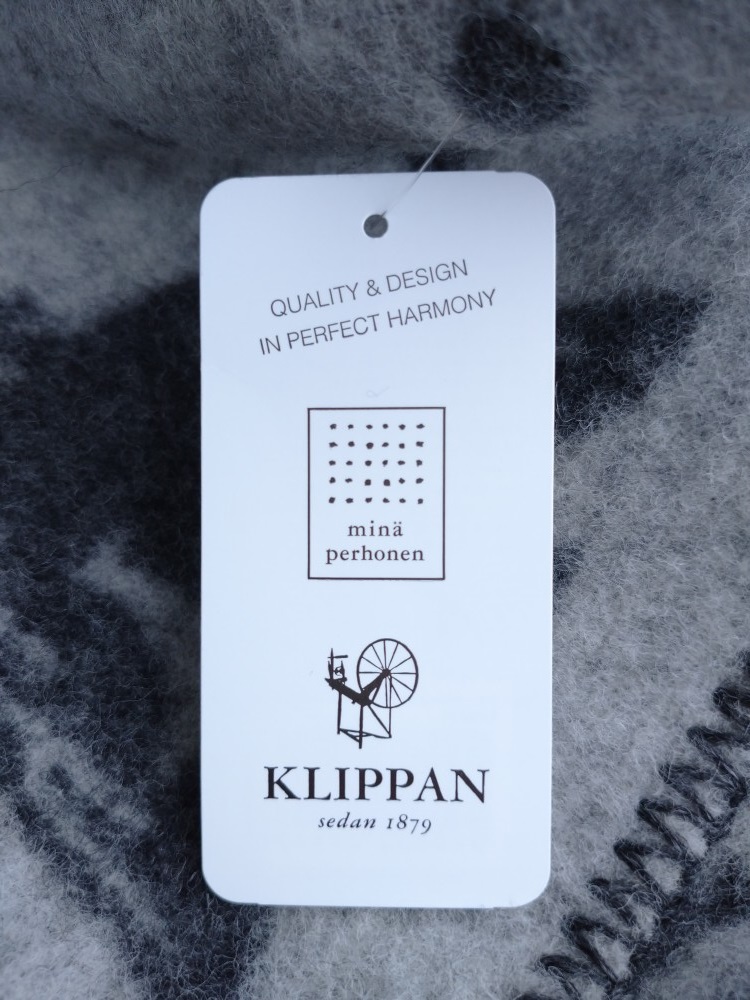 QUALITY & DESIGN
IN PERFECT HARMONY
minä
perhonen
KLIPPAN
sedan 1879